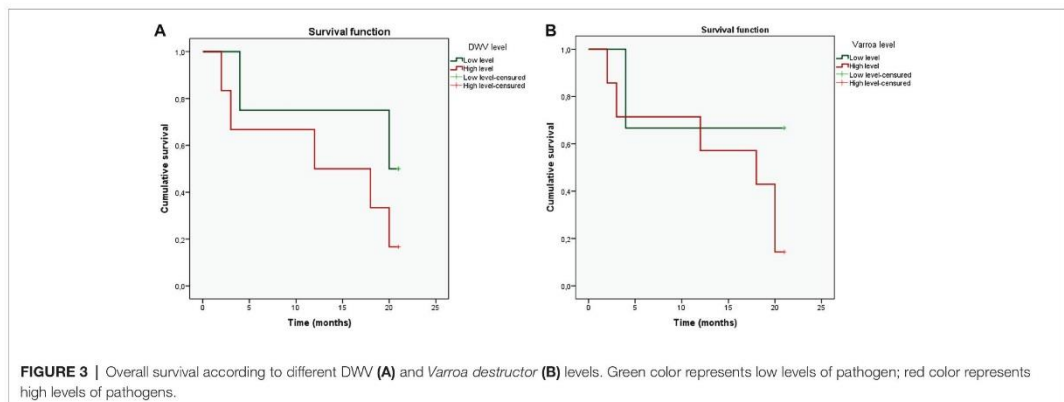 A
Survival function
DWV level
Low level
High level
Low level-censured
High level-censured
1,0
0,8
0,6
0,4
0,2
0,0
Cumulative survival
0 5 10 15 20 25
Time (months)
B
Survival function
Varroa level
Low level
High level
Low level-censured
High level-censured
1,0
0,8
0,6
0,4
0,2
0,0
Cumulative survival
0 5 10 15 20 25
Time (months)
FIGURE 3 | Overall survival according to different DWV (A) and Varroa destructor (B) levels. Green color represents low levels of pathogen; red color represents
high levels of pathogens.